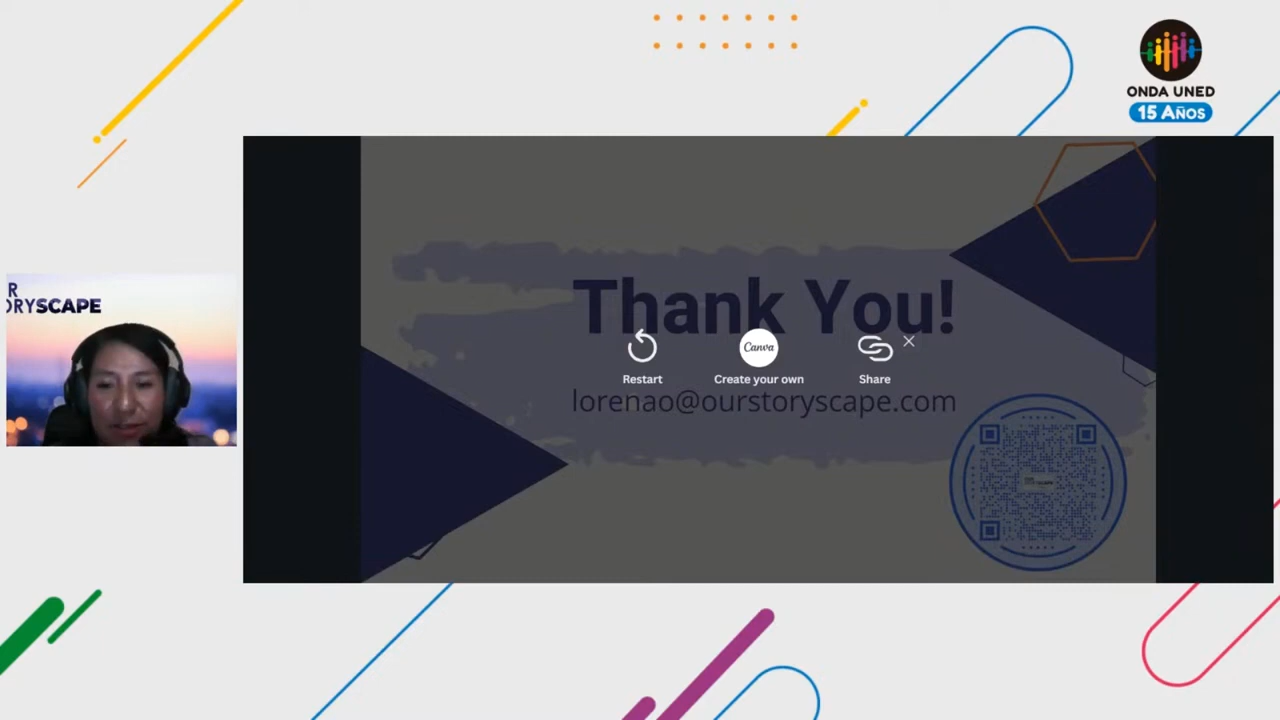 ONDA UNED
15 AÑOS
R
ORYSCAPE
Thank You!
Restart
Canva
Create your own
Share
lorenao@ourstoryscape.com